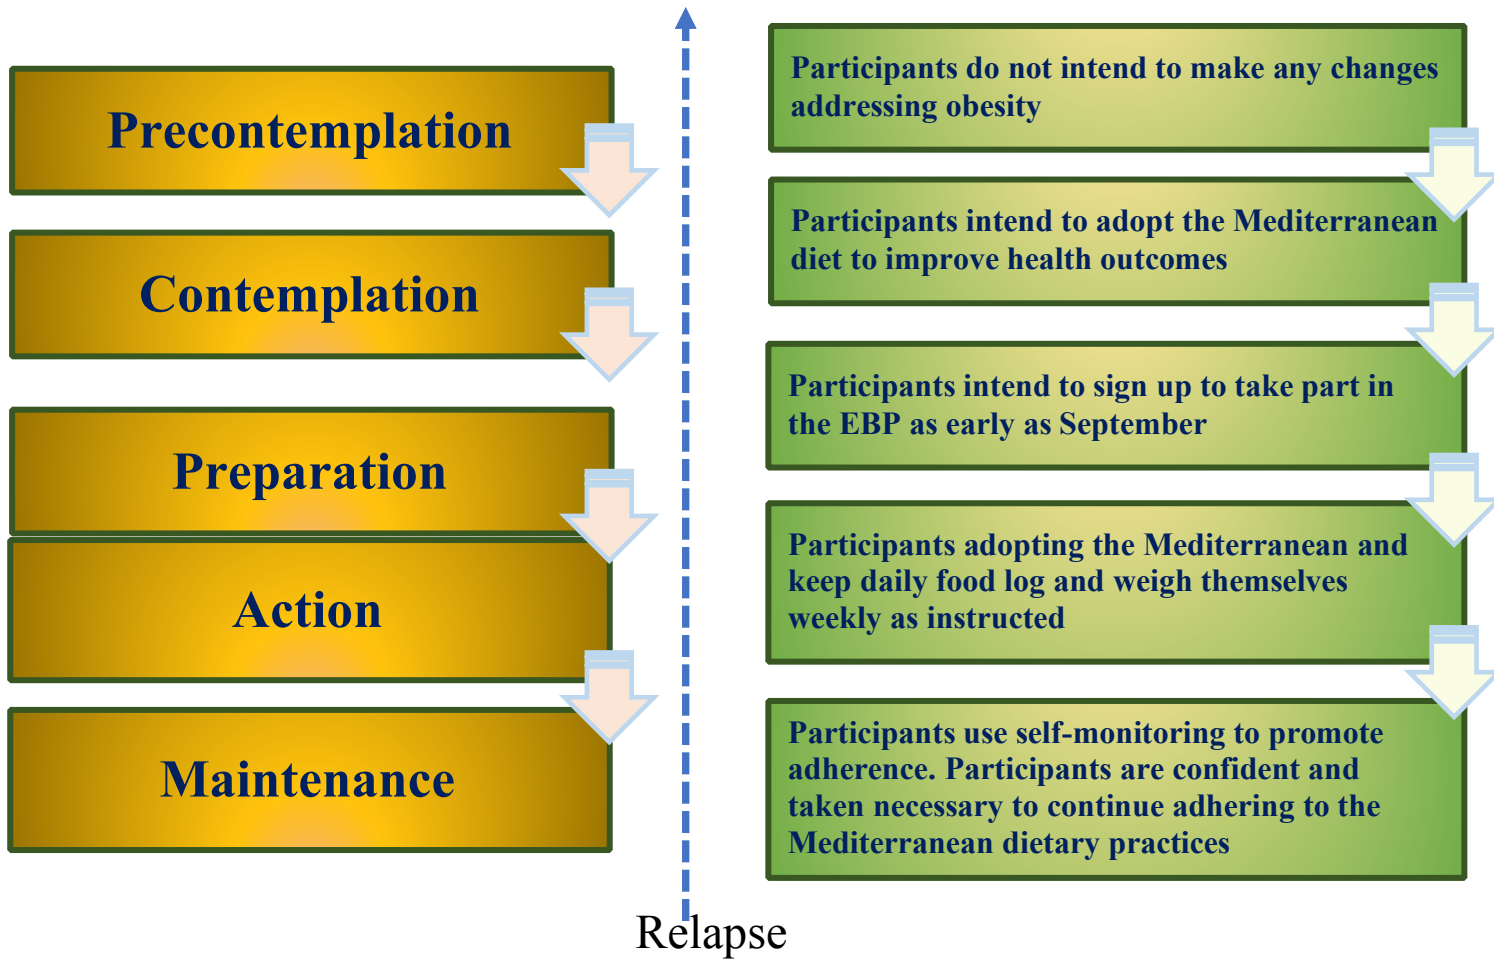 Precontemplation
Contemplation
Preparation
Action
Maintenance
Relapse
Participants do not intend to make any changes
addressing obesity
Participants intend to adopt the Mediterranean
diet to improve health outcomes
Participants intend to sign up to take part in
the EBP as early as September
Participants adopting the Mediterranean and
keep daily food log and weigh themselves
weekly as instructed
Participants use self-monitoring to promote
adherence. Participants are confident and
taken necessary to continue adhering to the
Mediterranean dietary practices